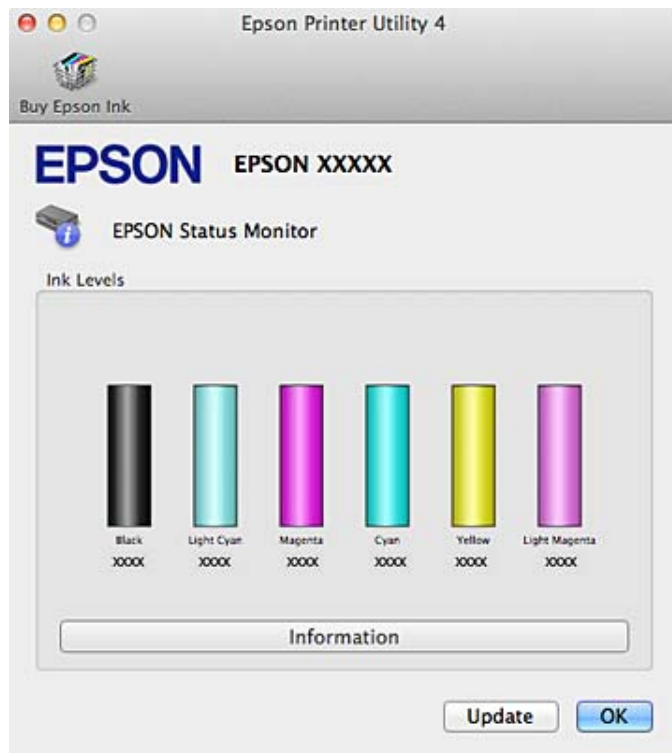 Epson Printer Utility 4
Buy Epson Ink
EPSON EPSON XXXXX
EPSON Status Monitor
Ink Levels
Black Light Cyan Magenta Cyan Yellow Light Magenta
XXXX XXXX XXXX XXXX XXXX XXXX
Information
Update OK